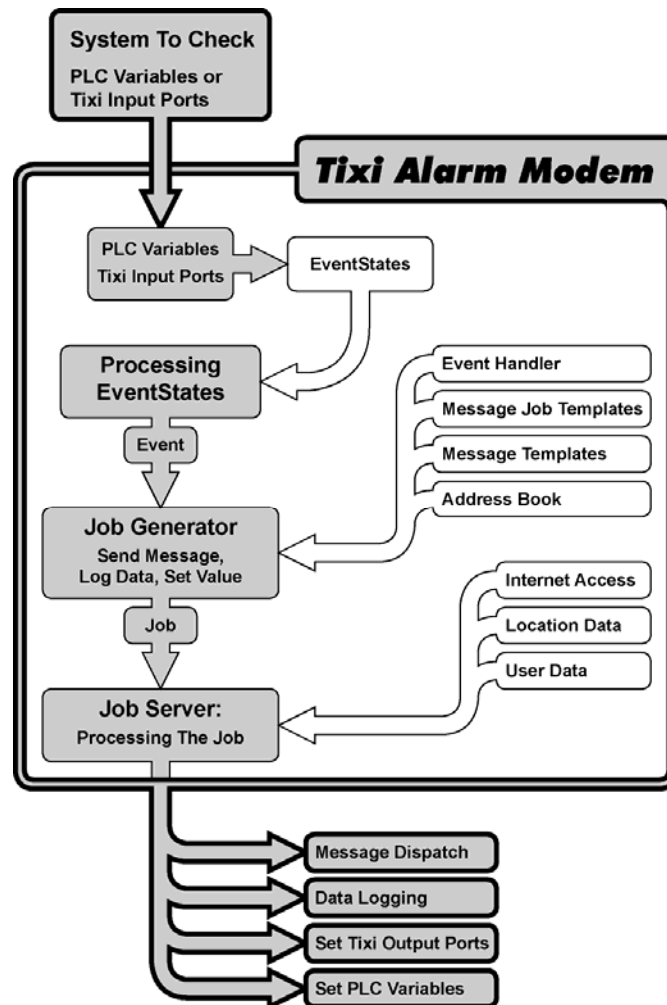 System To Check
PLC Variables or
Tixi Input Ports
Tixi Alarm Modem
PLC Variables
Tixi Input Ports
EventStates
Processing
EventStates
Event
Event Handler
Message Job Templates
Message Templates
Address Book
Job Generator
Send Message,
Log Data, Set Value
Job
Internet Access
Location Data
User Data
Job Server:
Processing The Job
Message Dispatch
Data Logging
Set Tixi Output Ports
Set PLC Variables